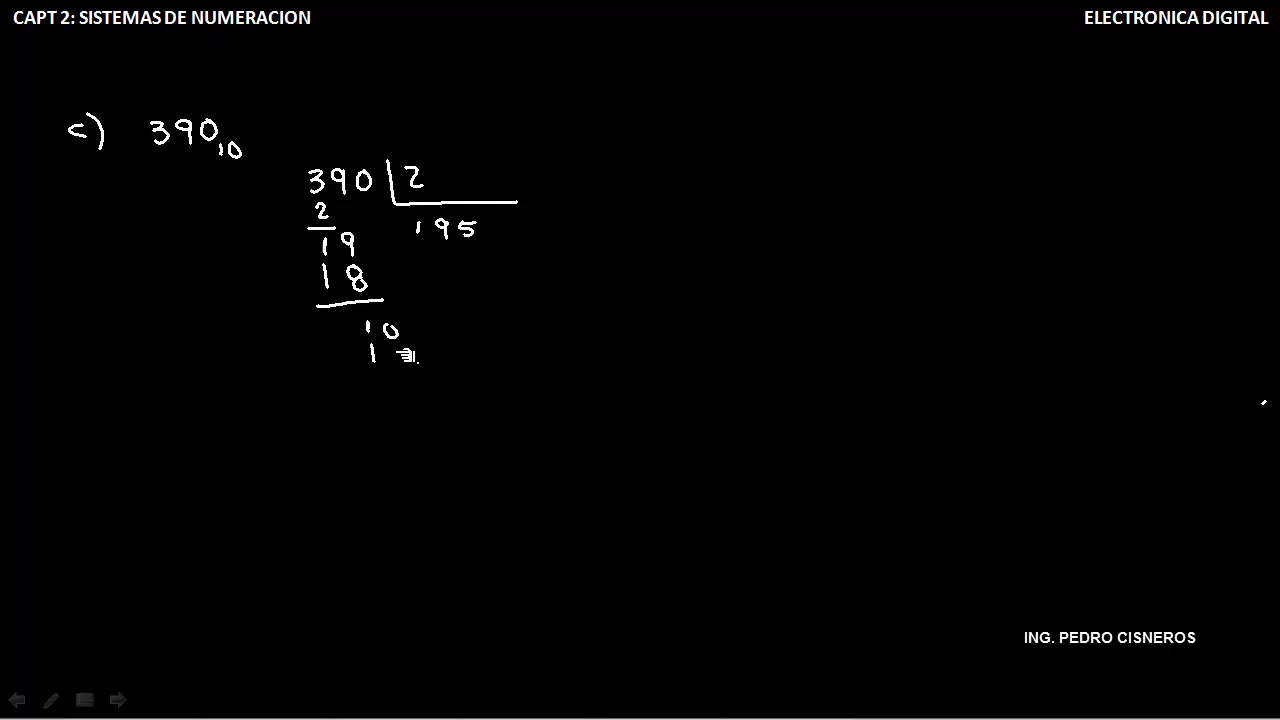 CAPT 2: SISTEMAS DE NUMERACION
ELECTRONICA DIGITAL
c) 390₁₀
390 | 2
2
195
19
18
10
1
ING. PEDRO CISNEROS